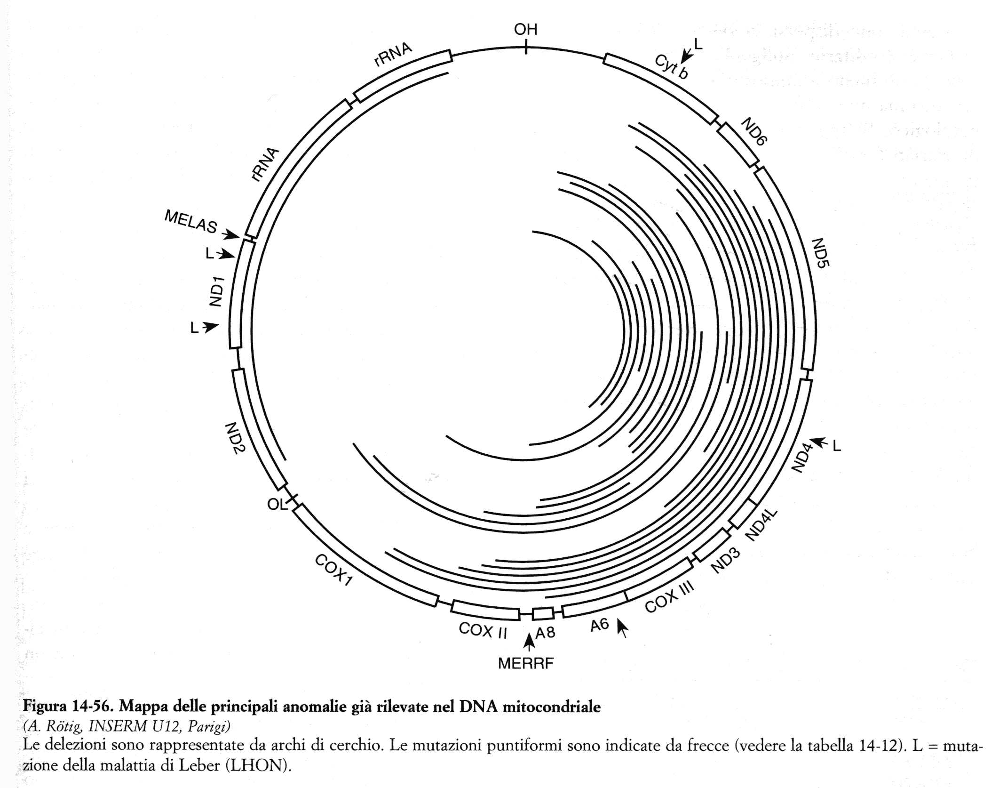 OH
L
Cyt b
rRNA
ND6
rRNA
MELAS
L
ND5
ND1
L
ND2
L
ND4
OL
ND4L
ND3
COX1
COX III
A6
COX II
A8
MERRF
Figura 14-56. Mappa delle principali anomalie già rilevate nel DNA mitocondriale
(A. Rötig, INSERM U12, Parigi)
Le delezioni sono rappresentate da archi di cerchio. Le mutazioni puntiformi sono indicate da frecce (vedere la tabella 14-12). L = muta-
zione della malattia di Leber (LHON).